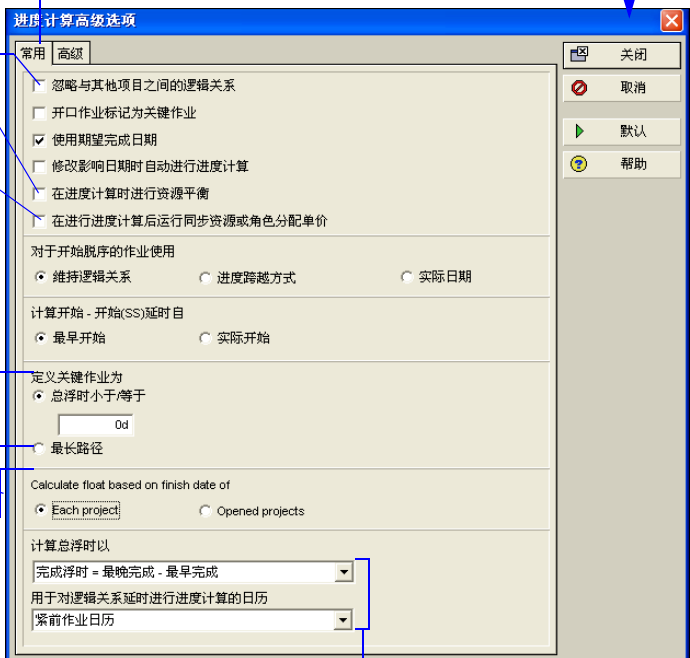 进度计算高级选项
常用 高级
忽略与其他项目之间的逻辑关系
开口作业标记为关键作业
使用期望完成日期
修改影响日期时自动进行进度计算
在进度计算时进行资源平衡
在进行进度计算后运行同步资源或角色分配单价
对于开始脱序的作业使用
维持逻辑关系 进度跨越方式 实际日期
计算开始 - 开始(SS)延时自
最早开始 实际开始
定义关键作业为
总浮时小于/等于
0d
最长路径
Calculate float based on finish date of
Each project Opened projects
计算总浮时以
完成浮时 = 最晚完成 - 最早完成
用于对逻辑关系延时进行进度计算的日历
紧前作业日历
关闭
取消
默认
帮助